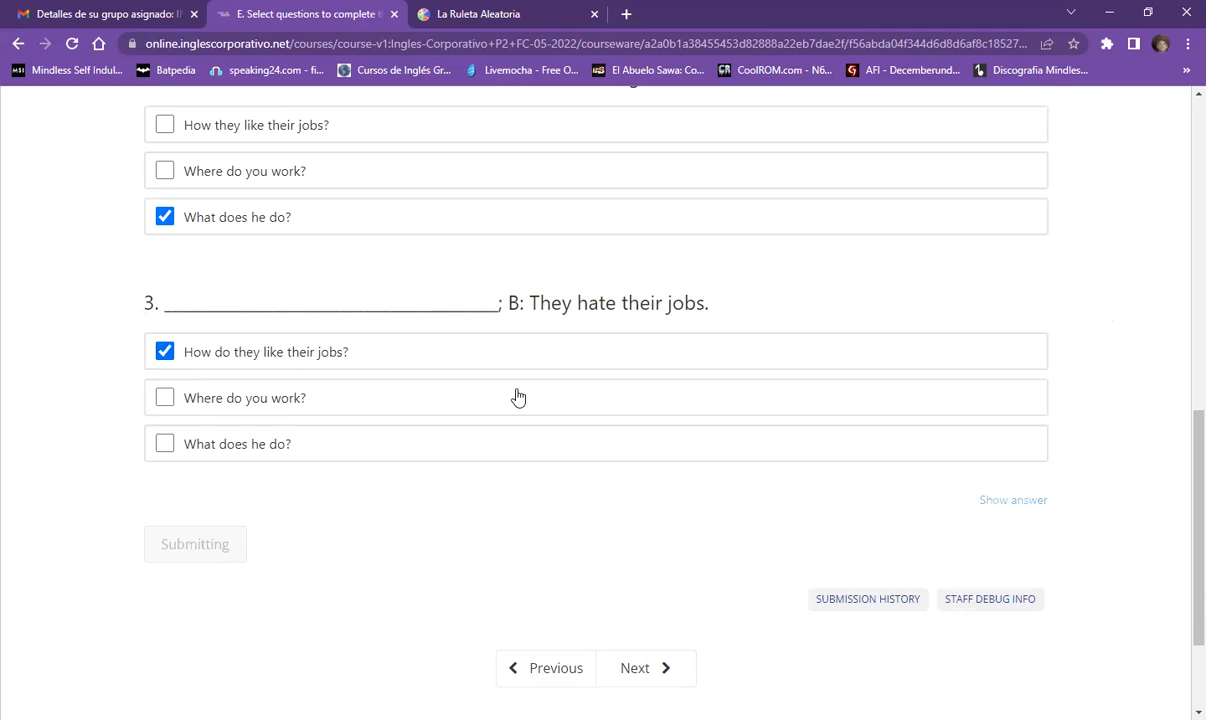 Detalles de su grupo asignado: I
E. Select questions to complete t
La Ruleta Aleatoria
online.inglescorporativo.net/courses/course-v1:Ingles-Corporativo+P2+FC-05-2022/courseware/a2a0b1a38455453d82888a22eb7dae2f/f56abda04f344d6d8d6af8c18527...
Mindless Self Indul...
Batpedia
speaking24.com - fi...
Cursos de Inglés Gr...
Livemocha - Free O...
El Abuelo Sawa: Co...
CoolROM.com - N6...
AFI - Decemberund...
Discografia Mindles...
»
How they like their jobs?
Where do you work?
What does he do?
3. ________________________________; B: They hate their jobs.
How do they like their jobs?
Where do you work?
What does he do?
Show answer
Submitting
SUBMISSION HISTORY
STAFF DEBUG INFO
Previous
Next